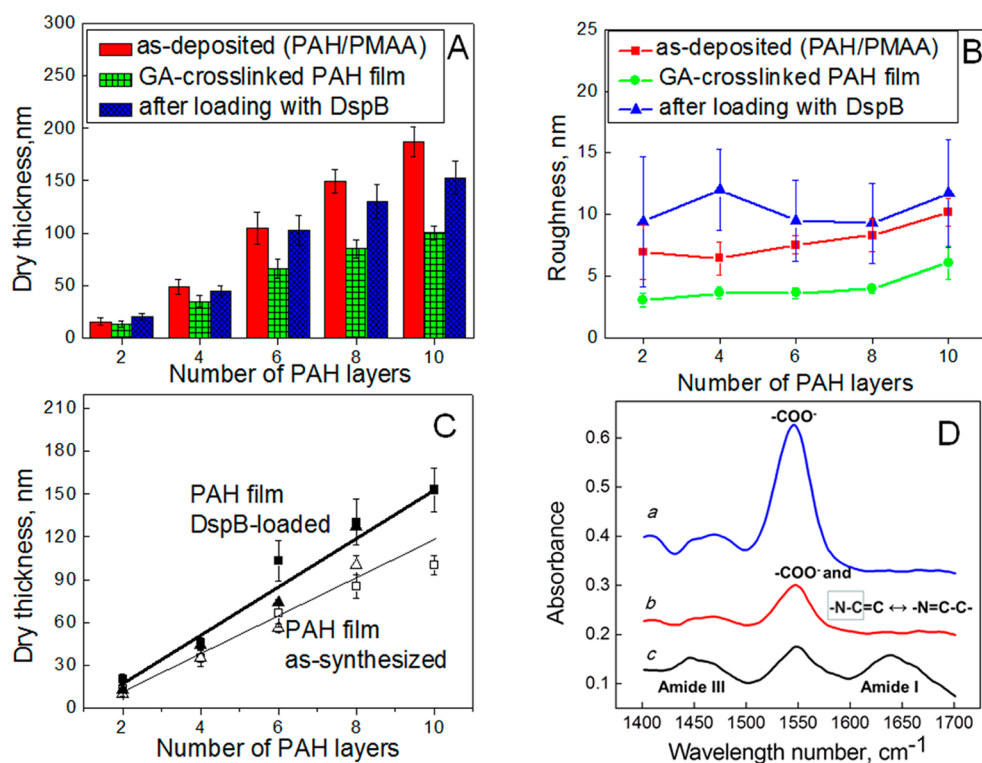 A
as-deposited (PAH/PMAA)
GA-crosslinked PAH film
after loading with DspB
Dry thickness,nm
300
250
200
150
100
50
0
2 4 6 8 10
Number of PAH layers
B
as-deposited (PAH/PMAA)
GA-crosslinked PAH film
after loading with DspB
Roughness, nm
25
20
15
10
5
0
2 4 6 8 10
Number of PAH layers
C
PAH film
DspB-loaded
PAH film
as-synthesized
Dry thickness, nm
210
180
150
120
90
60
30
0
2 4 6 8 10
Number of PAH layers
D
-COO⁻
a
-COO⁻ and
-N-C=C ↔ -N=C-C-
b
c
Amide III
Amide I
Absorbance
0.6
0.5
0.4
0.3
0.2
0.1
1400 1450 1500 1550 1600 1650 1700
Wavelength number, cm⁻¹